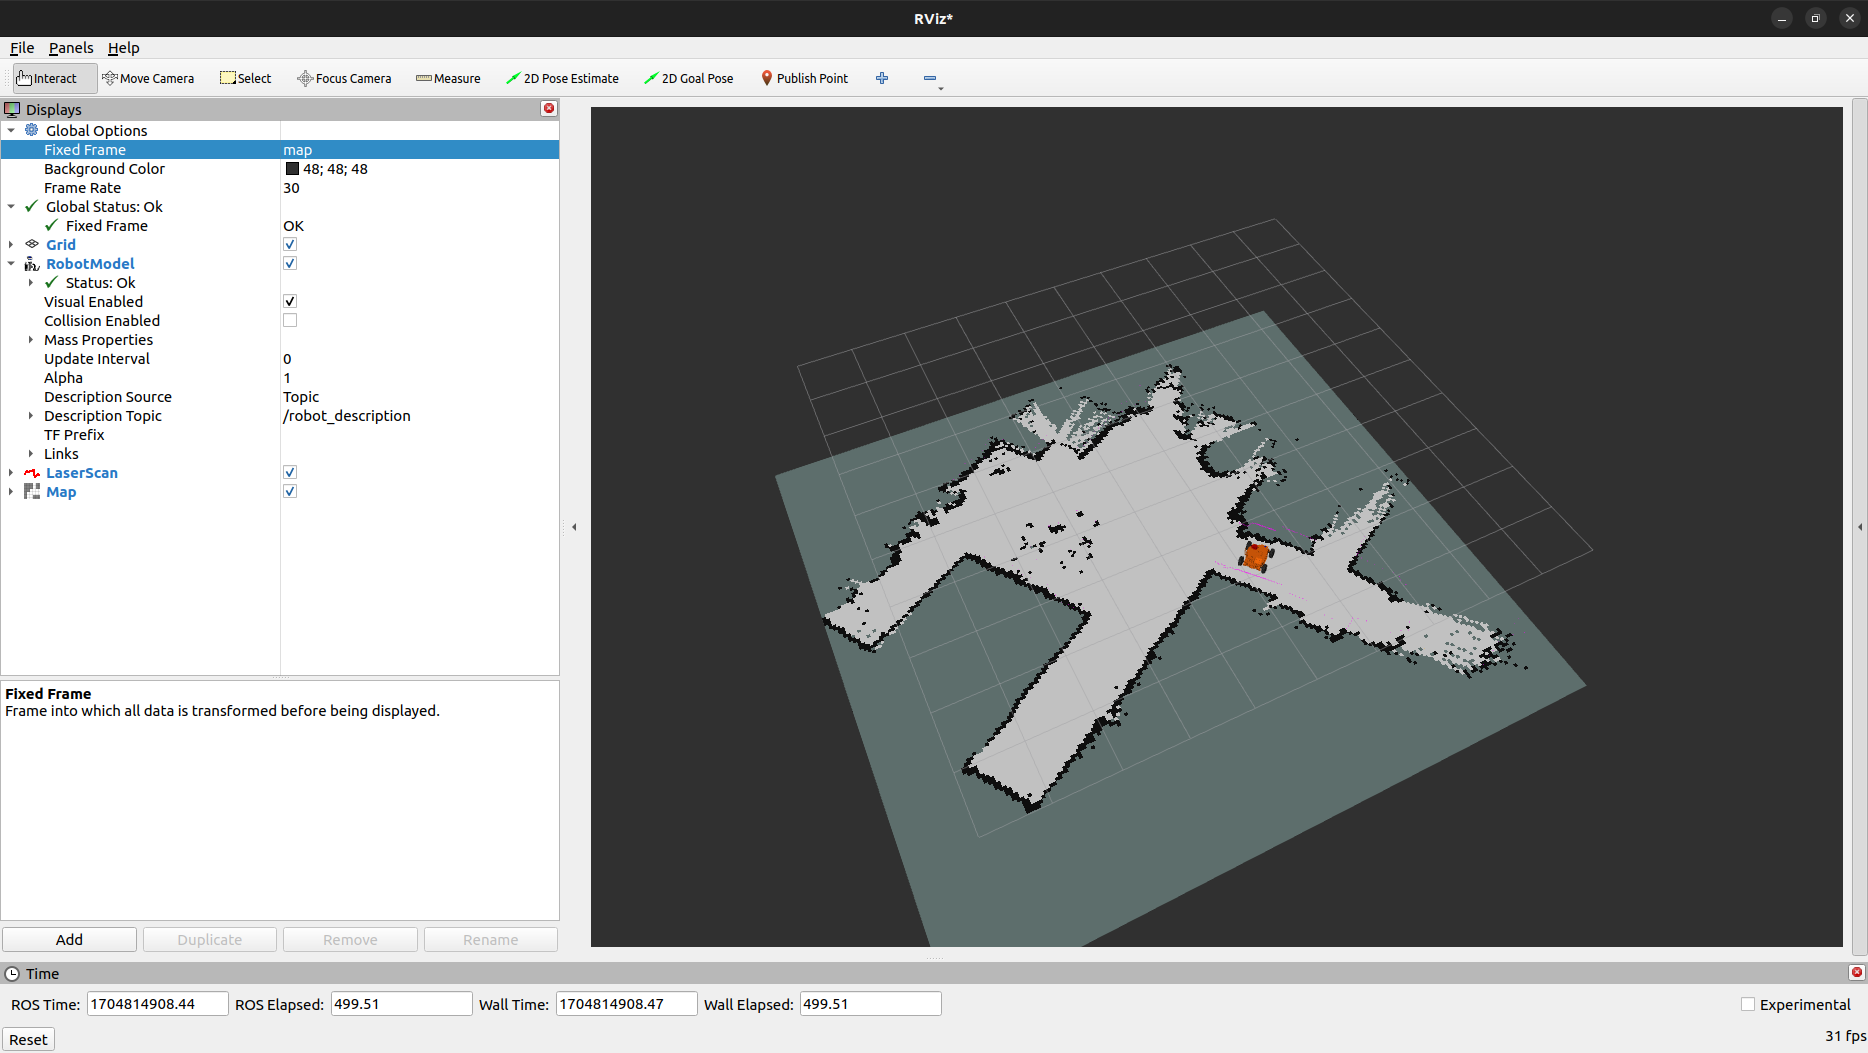 RViz*
File Panels Help
Interact Move Camera Select Focus Camera Measure 2D Pose Estimate 2D Goal Pose Publish Point
Displays
Global Options
Fixed Frame map
Background Color 48; 48; 48
Frame Rate 30
Global Status: Ok
Fixed Frame OK
Grid
RobotModel
Status: Ok
Visual Enabled
Collision Enabled
Mass Properties
Update Interval 0
Alpha 1
Description Source Topic
Description Topic /robot_description
TF Prefix
Links
LaserScan
Map
Fixed Frame
Frame into which all data is transformed before being displayed.
Add Duplicate Remove Rename
Time
ROS Time: 1704814908.44 ROS Elapsed: 499.51 Wall Time: 1704814908.47 Wall Elapsed: 499.51 Experimental
Reset 31 fps